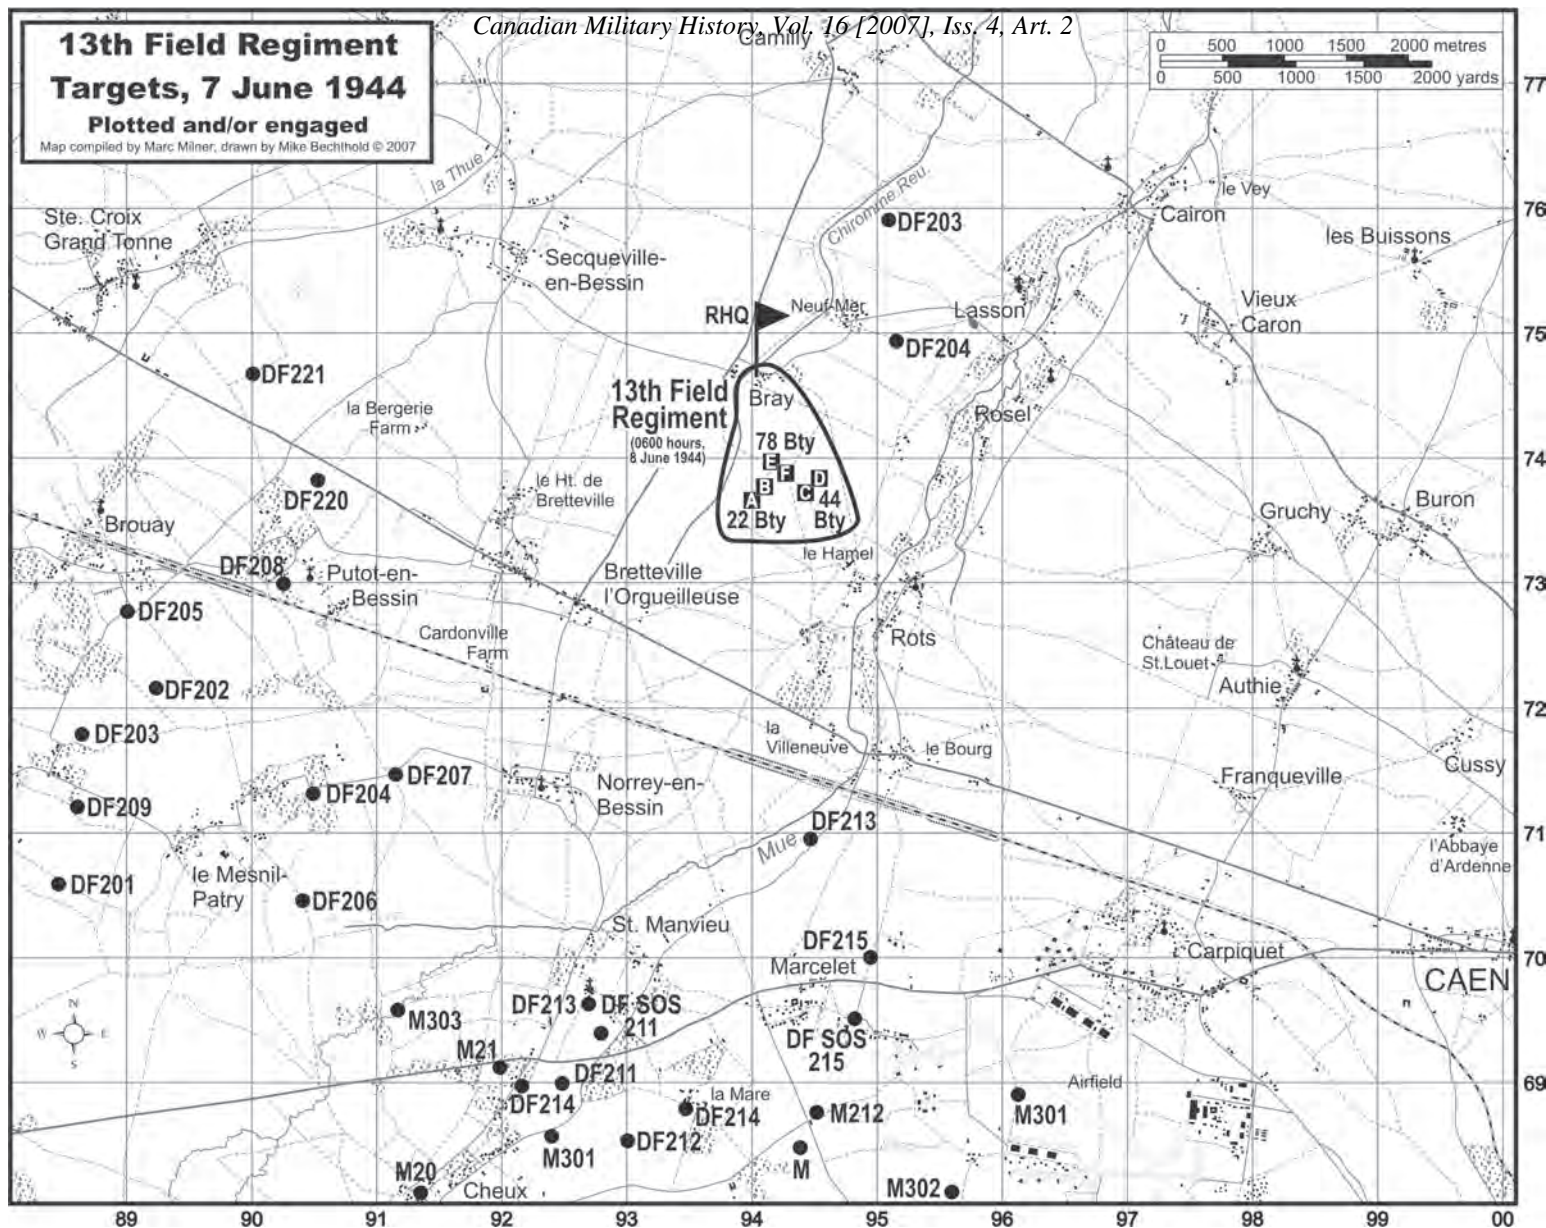 Canadian Military History, Vol. 16 [2007], Iss. 4, Art. 2
13th Field Regiment
Targets, 7 June 1944
Plotted and/or engaged
Map compiled by Marc Milner, drawn by Mike Bechthold © 2007
0 500 1000 1500 2000 metres
0 500 1000 1500 2000 yards
Camilly
77
la Thue
le Vey
Ste. Croix
Grand Tonne
Chiromme Reu.
DF203
Cairon
76
les Buissons
Secqueville-
en-Bessin
RHQ
Neuf-Mer
Lasson
Vieux
Caron
75
DF204
DF221
13th Field
Regiment
(0600 hours,
8 June 1944)
Bray
la Bergerie
Farm
Rosel
78 Bty
E
F
D
B
C
A
44
Bty
22 Bty
74
DF220
le Ht. de
Bretteville
Buron
Gruchy
Brouay
le Hamel
DF208
Putot-en-
Bessin
Bretteville
l'Orgueilleuse
73
DF205
Cardonville
Farm
Rots
Château de
St.Louet
Authie
DF202
72
DF203
la
Villeneuve
le Bourg
Cussy
DF207
Norrey-en-
Bessin
Franqueville
DF204
DF209
DF213
Mue
71
l'Abbaye
d'Ardenne
le Mesnil-
Patry
DF201
DF206
St. Manvieu
DF215
Marcelet
Carpiquet
70
CAEN
N
W
E
S
M303
DF213
DF SOS
211
DF SOS
215
M21
DF211
Airfield
69
DF214
la Mare
DF214
M212
M301
M301
DF212
M
M20
Cheux
M302
89 90 91 92 93 94 95 96 97 98 99 00